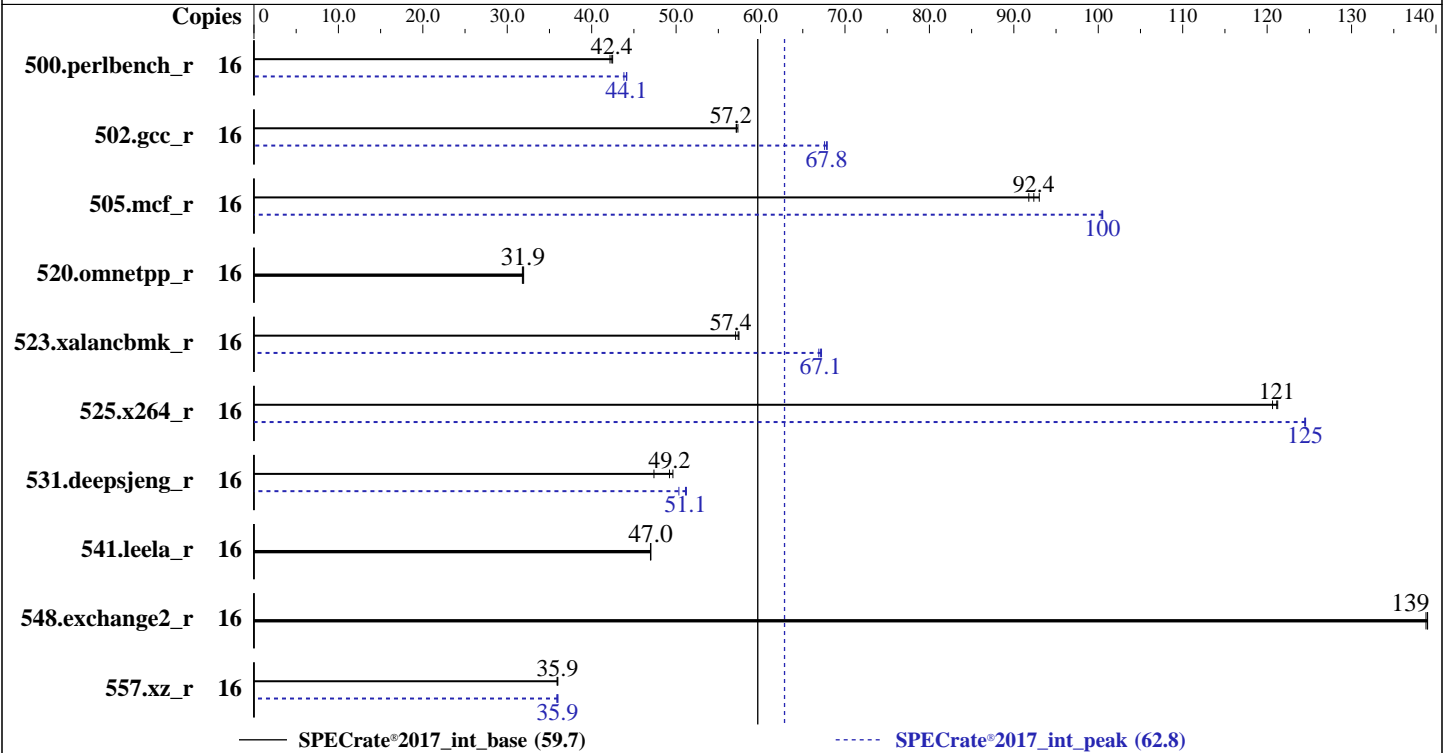 Copies 0 10.0 20.0 30.0 40.0 50.0 60.0 70.0 80.0 90.0 100 110 120 130 140
42.4
500.perlbench_r 16
44.1
57.2
502.gcc_r 16
67.8
92.4
505.mcf_r 16
100
31.9
520.omnetpp_r 16
57.4
523.xalancbmk_r 16
67.1
121
525.x264_r 16
125
49.2
531.deepsjeng_r 16
51.1
47.0
541.leela_r 16
139
548.exchange2_r 16
35.9
557.xz_r 16
35.9
SPECrate®2017_int_base (59.7) SPECrate®2017_int_peak (62.8)